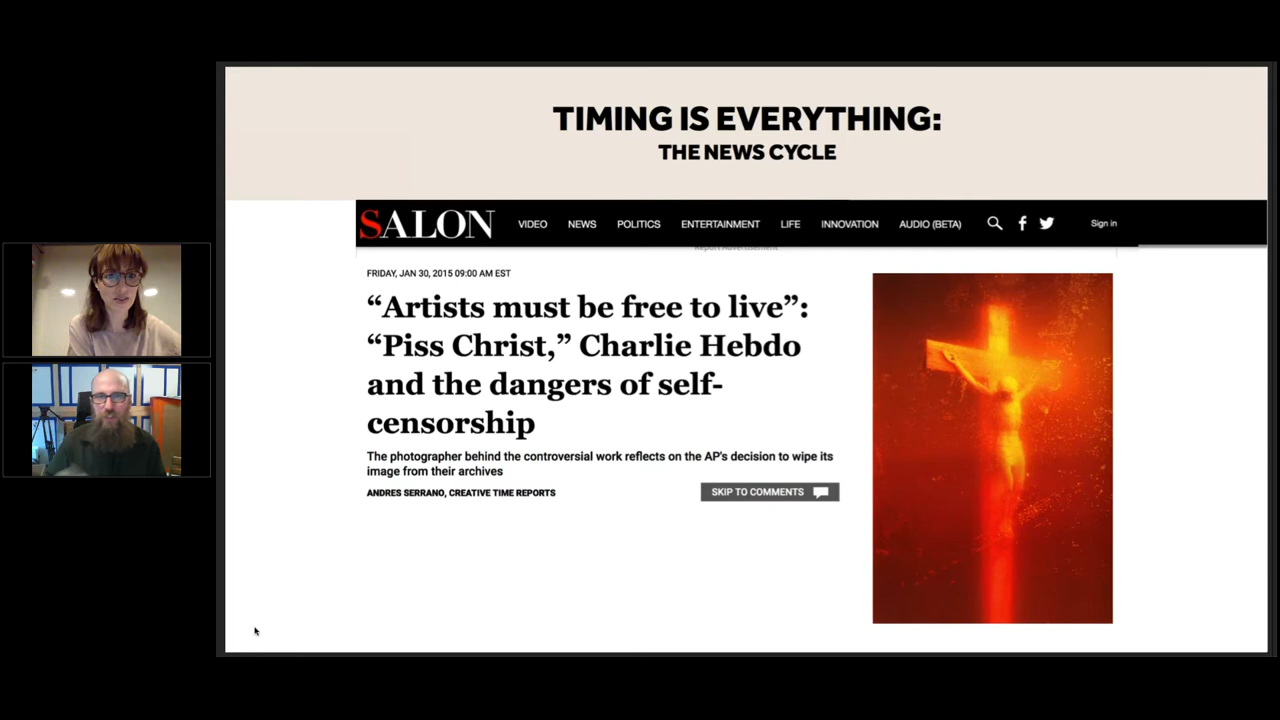 TIMING IS EVERYTHING:
THE NEWS CYCLE
SALON VIDEO NEWS POLITICS ENTERTAINMENT LIFE INNOVATION AUDIO (BETA) Sign in
Report Advertisement
FRIDAY, JAN 30, 2015 09:00 AM EST
“Artists must be free to live”:
“Piss Christ,” Charlie Hebdo
and the dangers of self-
censorship
The photographer behind the controversial work reflects on the AP's decision to wipe its
image from their archives
ANDRES SERRANO, CREATIVE TIME REPORTS
SKIP TO COMMENTS